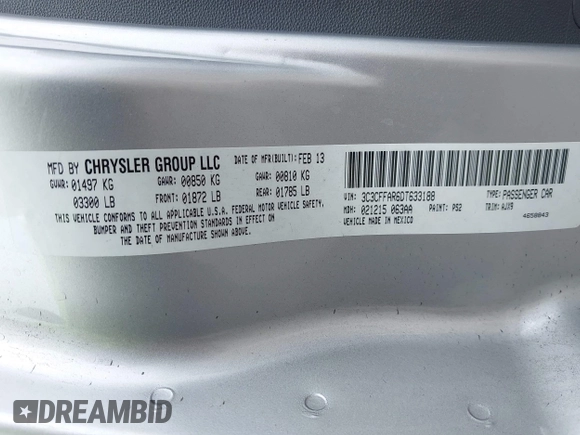 MFD BY CHRYSLER GROUP LLC DATE OF MFR(BUILT): FEB 13
GVWR: 01497 KG GAWR: 00850 KG GAWR: 00810 KG
03300 LB FRONT: 01872 LB REAR: 01785 LB
THIS VEHICLE CONFORMS TO ALL APPLICABLE U.S.A. FEDERAL MOTOR VEHICLE SAFETY,
BUMPER AND THEFT PREVENTION STANDARDS IN EFFECT ON
THE DATE OF MANUFACTURE SHOWN ABOVE.
VIN: 3C3CFFAR6DT633188 TYPE: PASSENGER CAR
MDH: 021215 063AA PAINT: PS2 TRIM: AJX9
VEHICLE MADE IN MEXICO 4658843
DREAMBID